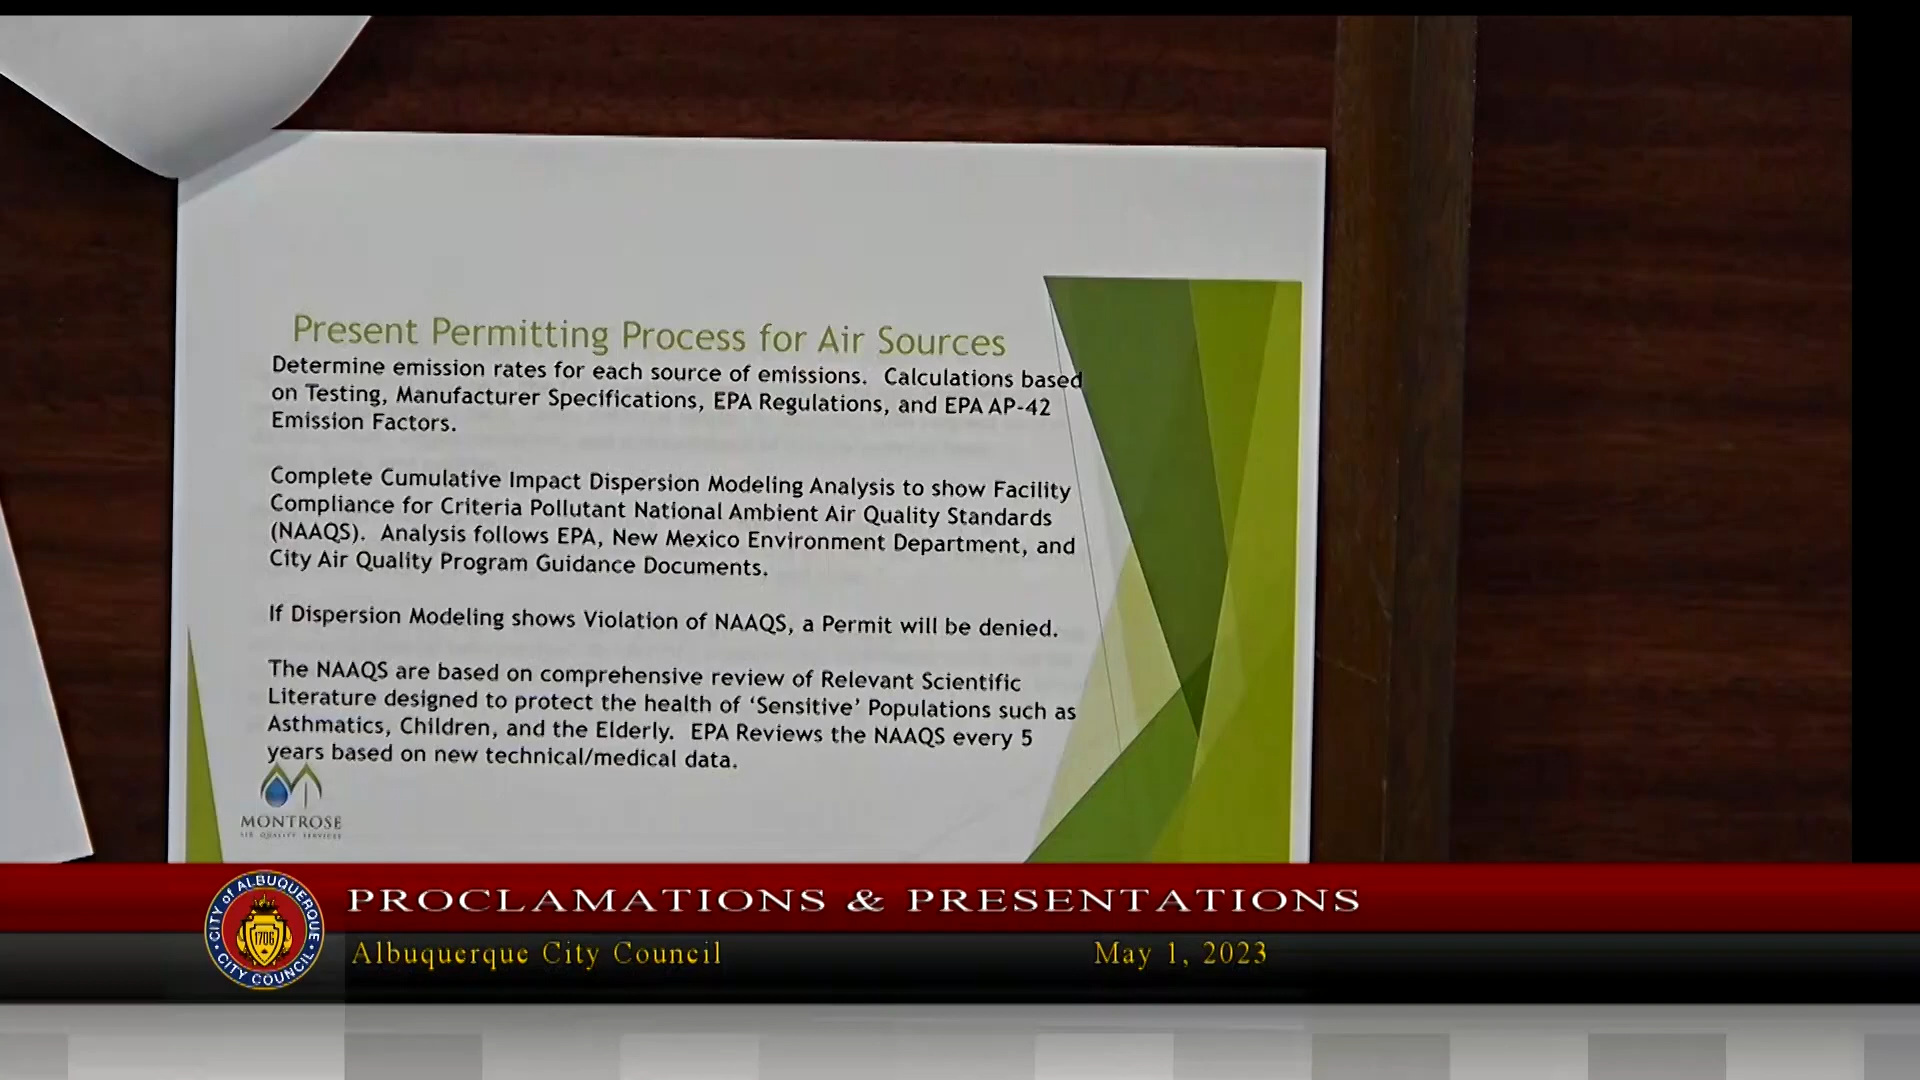 Present Permitting Process for Air Sources
Determine emission rates for each source of emissions. Calculations based
on Testing, Manufacturer Specifications, EPA Regulations, and EPA AP-42
Emission Factors.
Complete Cumulative Impact Dispersion Modeling Analysis to show Facility
Compliance for Criteria Pollutant National Ambient Air Quality Standards
(NAAQS). Analysis follows EPA, New Mexico Environment Department, and
City Air Quality Program Guidance Documents.
If Dispersion Modeling shows Violation of NAAQS, a Permit will be denied.
The NAAQS are based on comprehensive review of Relevant Scientific
Literature designed to protect the health of ‘Sensitive’ Populations such as
Asthmatics, Children, and the Elderly. EPA Reviews the NAAQS every 5
years based on new technical/medical data.
MONTROSE
AIR QUALITY SERVICES
CITY of ALBUQUERQUE
1706
CITY COUNCIL
PROCLAMATIONS & PRESENTATIONS
Albuquerque City Council
May 1, 2023